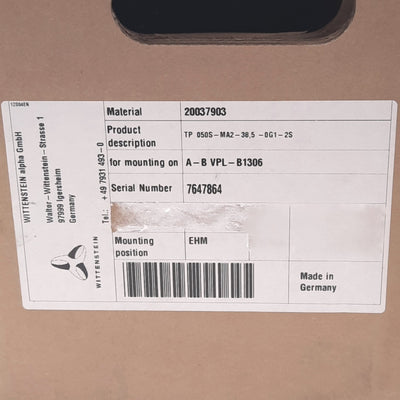 12S04EN
WITTENSTEIN alpha GmbH
Walter-Wittenstein-Strasse 1
97999 Igersheim
Germany
Tel.: +49 7931 493-0
WITTENSTEIN
Material 20037903
Product description TP 050S-MA2-38,5 -0G1-2S
for mounting on A-B VPL-B1306
Serial Number 7647864
Mounting position EHM
Made in
Germany